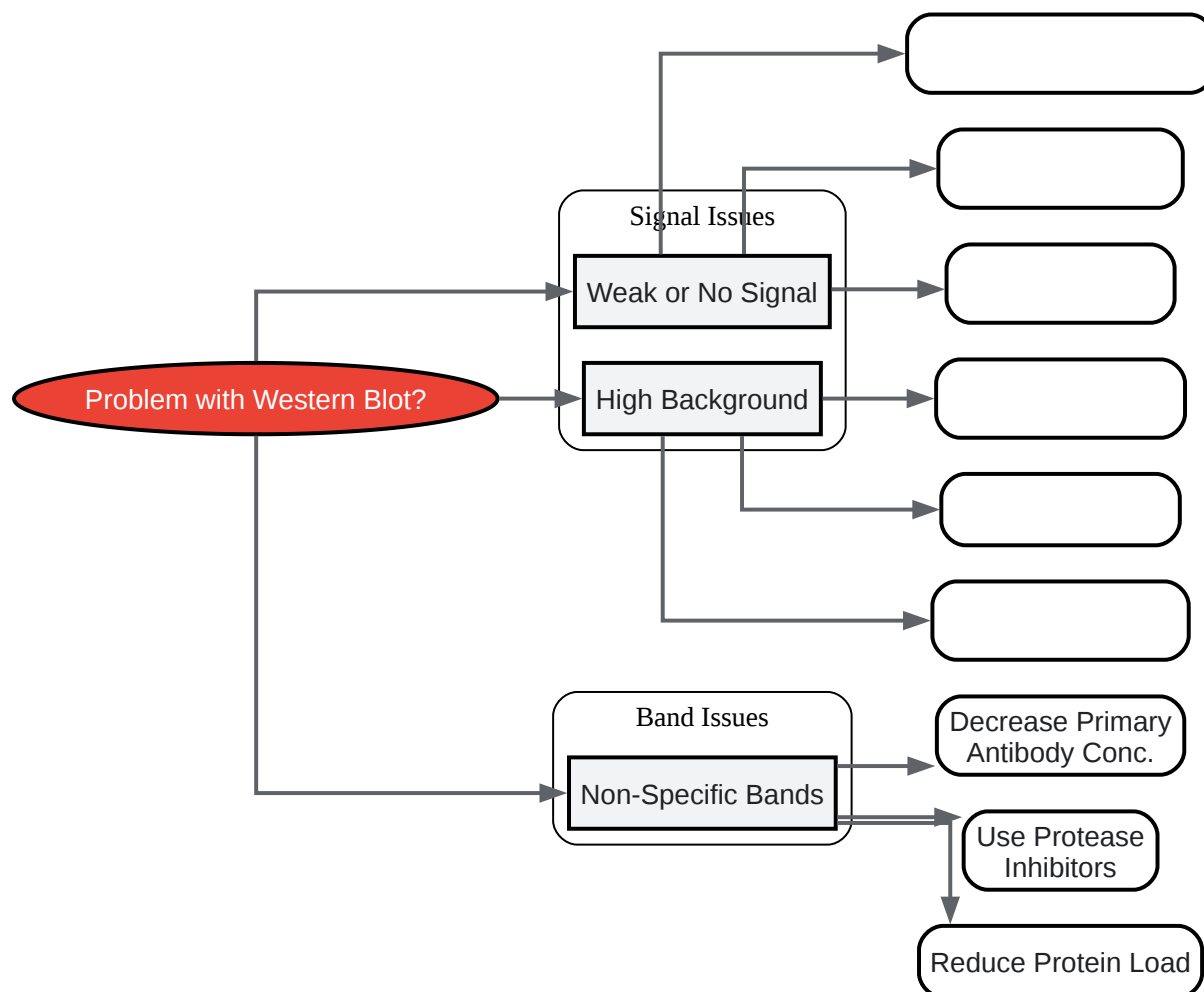 Signal Issues
Weak or No Signal
Problem with Western Blot?
High Background
Band Issues
Non-Specific Bands
Decrease Primary
Antibody Conc.
Use Protease
Inhibitors
Reduce Protein Load